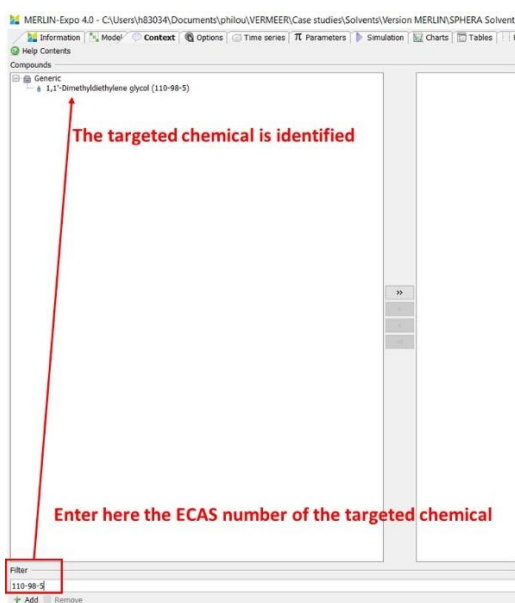 MERLIN-Expo 4.0 - C:\Users\h83034\Documents\philou\VERMEER\Case studies\Solvents\Version MERLIN\SPHERA Solvent
Information Model Context Options Time series π Parameters Simulation Charts Tables
Help Contents
Compounds
Generic
1,1'-Dimethyldiethylene glycol (110-98-5)
The targeted chemical is identified
>>
Enter here the ECAS number of the targeted chemical
Filter
110-98-5
+ Add Remove